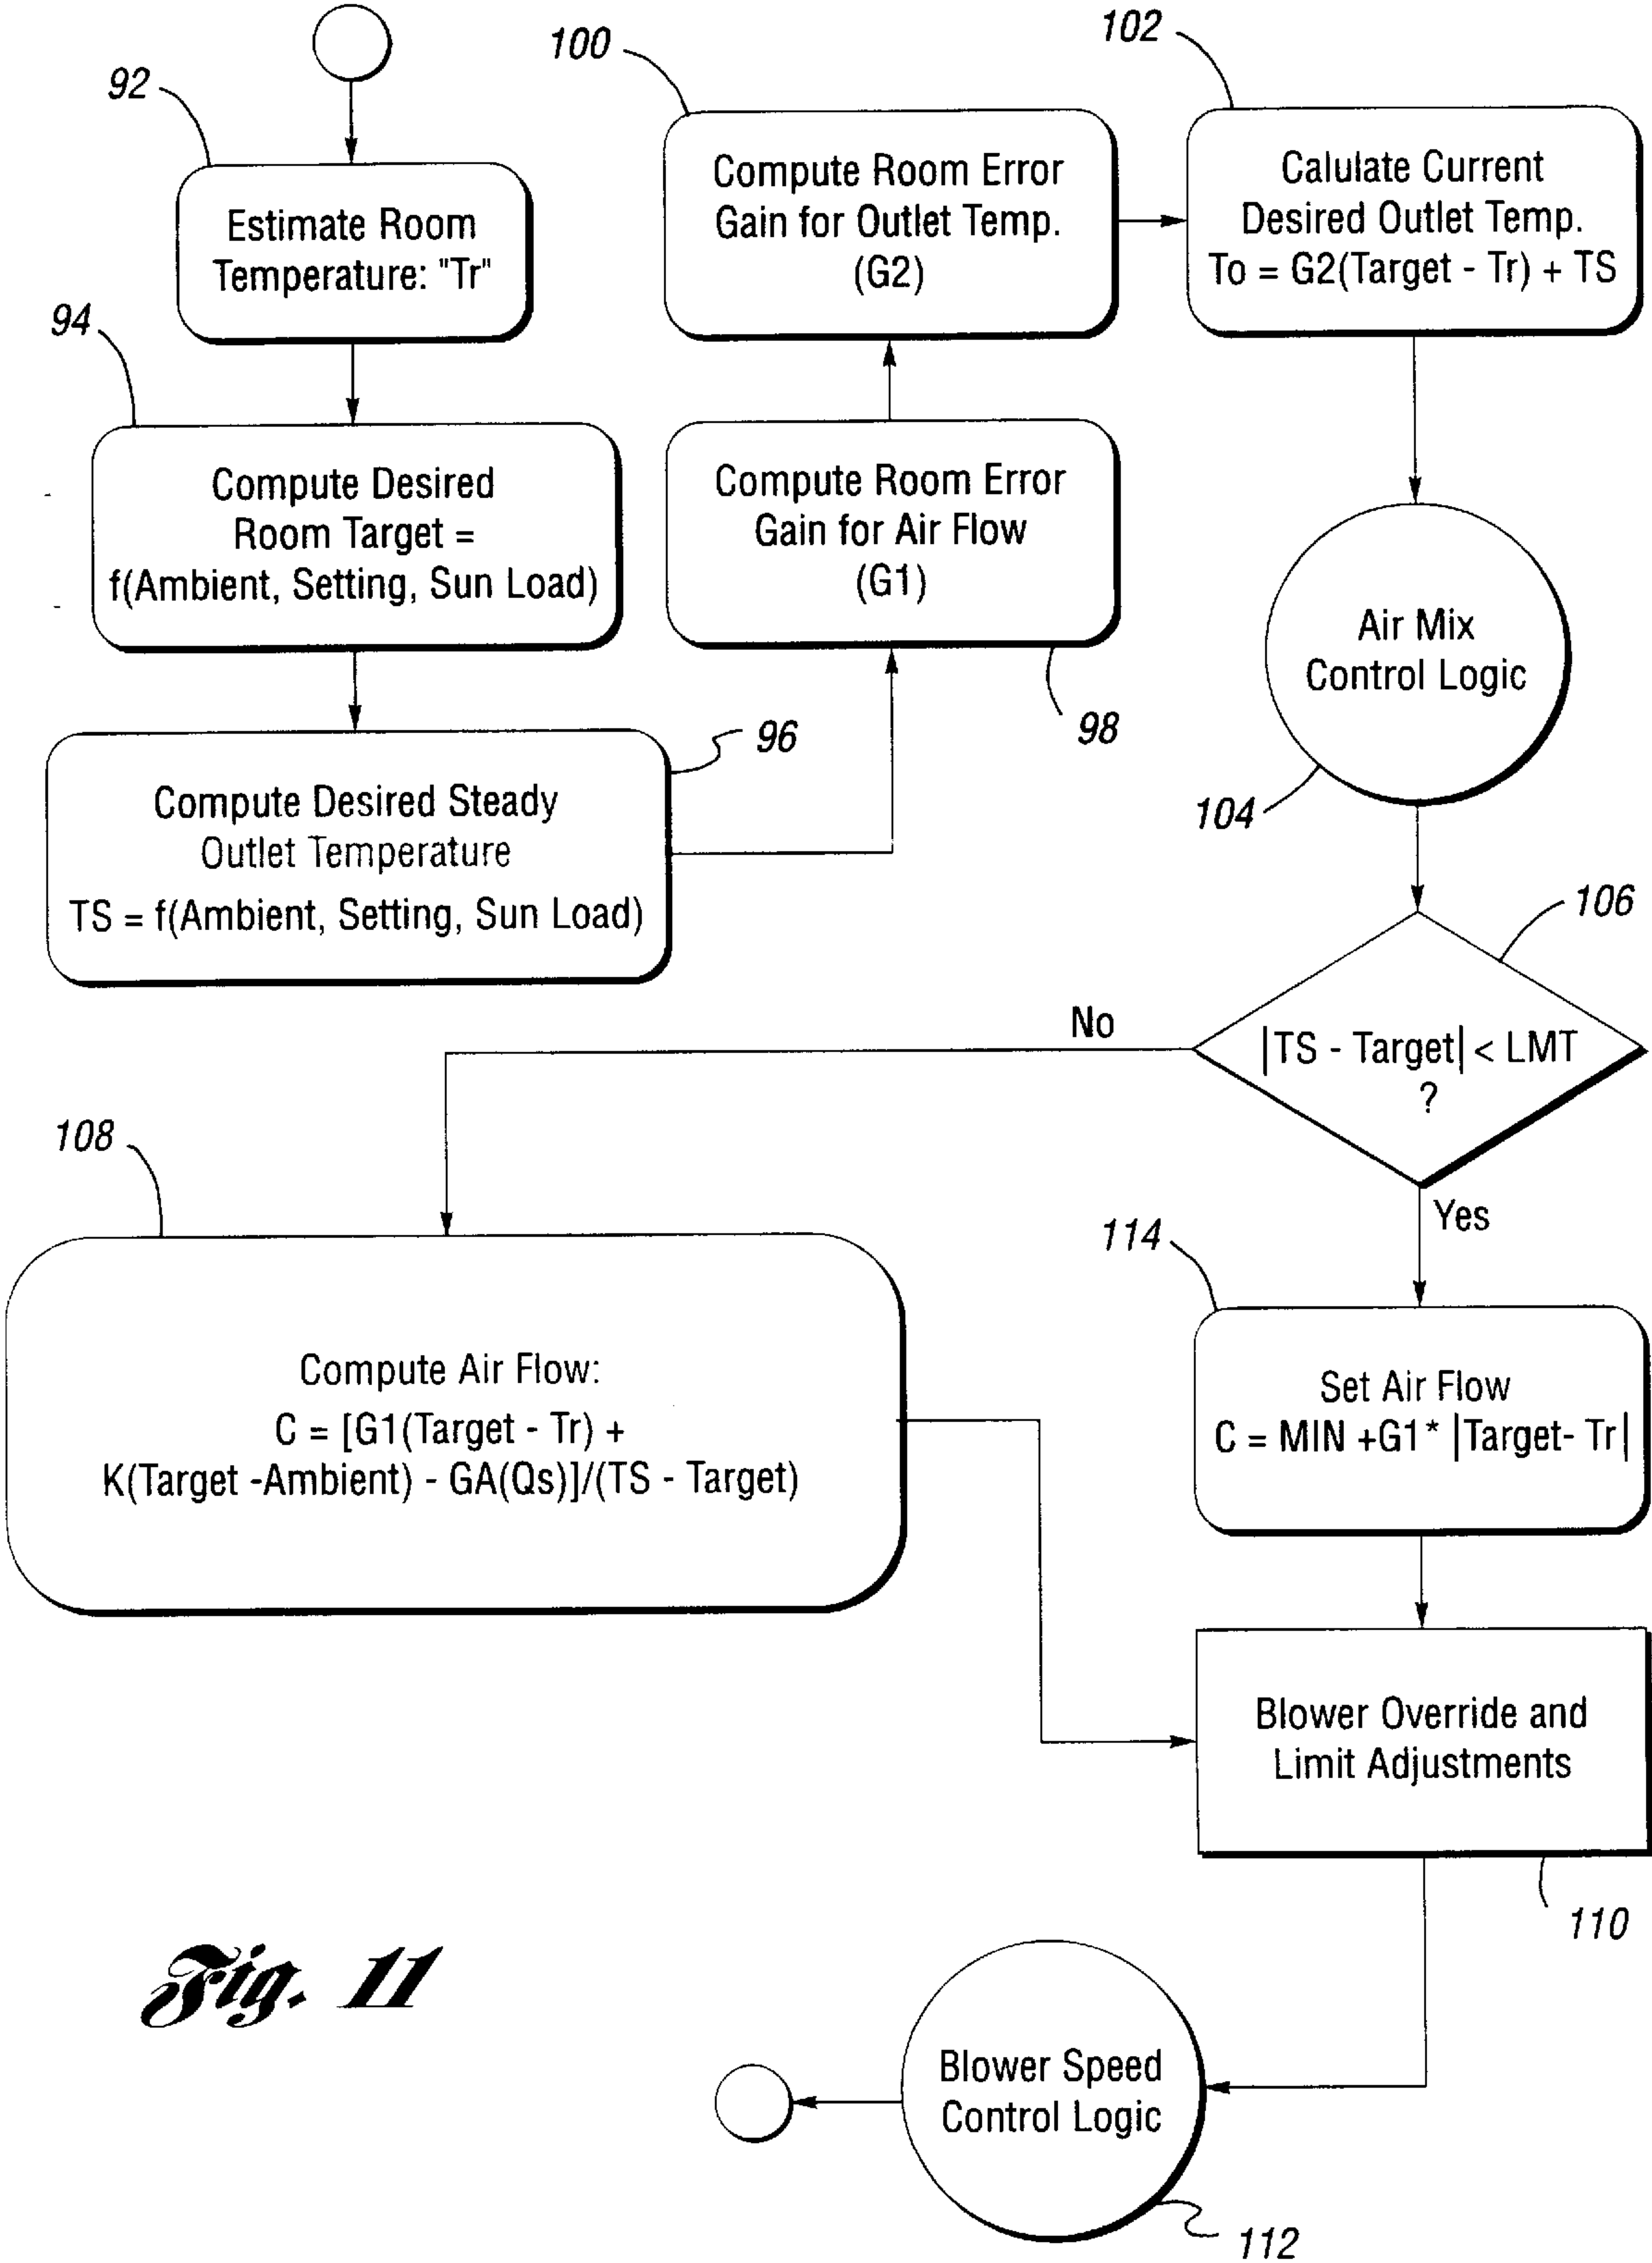 92
Estimate Room
Temperature: "Tr"
94
Compute Desired
Room Target =
f(Ambient, Setting, Sun Load)
96
Compute Desired Steady
Outlet Temperature
TS = f(Ambient, Setting, Sun Load)
98
Compute Room Error
Gain for Air Flow
(G1)
100
Compute Room Error
Gain for Outlet Temp.
(G2)
102
Calulate Current
Desired Outlet Temp.
To = G2(Target - Tr) + TS
Air Mix
Control Logic
104
106
|TS - Target| < LMT
?
No
Yes
108
Compute Air Flow:
C = [G1(Target - Tr) +
K(Target -Ambient) - GA(Qs)]/(TS - Target)
114
Set Air Flow
C = MIN +G1* |Target- Tr|
Blower Override and
Limit Adjustments
110
Blower Speed
Control Logic
112
Fig. 11